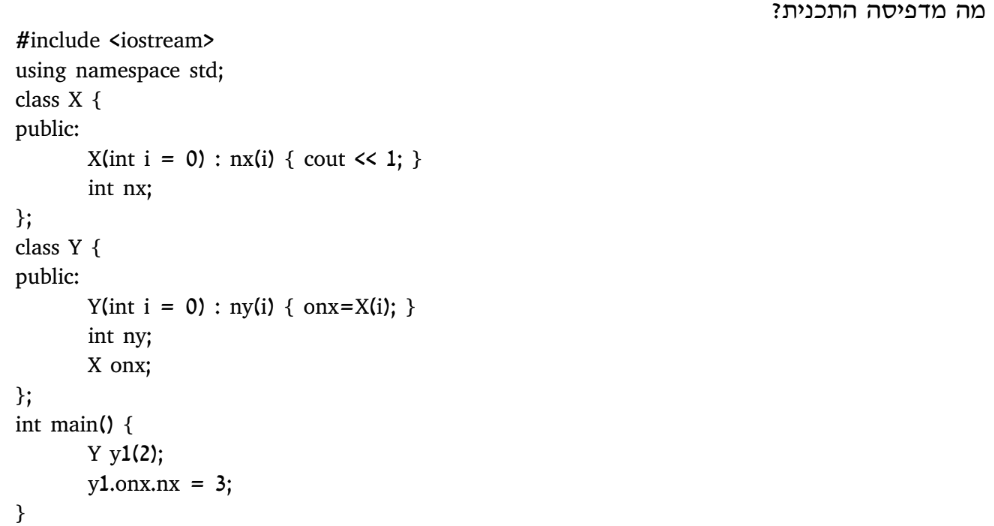 מה מדפיסה התכנית?
#include <iostream>
using namespace std;
class X {
public:
X(int i = 0) : nx(i) { cout << 1; }
int nx;
};
class Y {
public:
Y(int i = 0) : ny(i) { onx=X(i); }
int ny;
X onx;
};
int main() {
Y y1(2);
y1.onx.nx = 3;
}